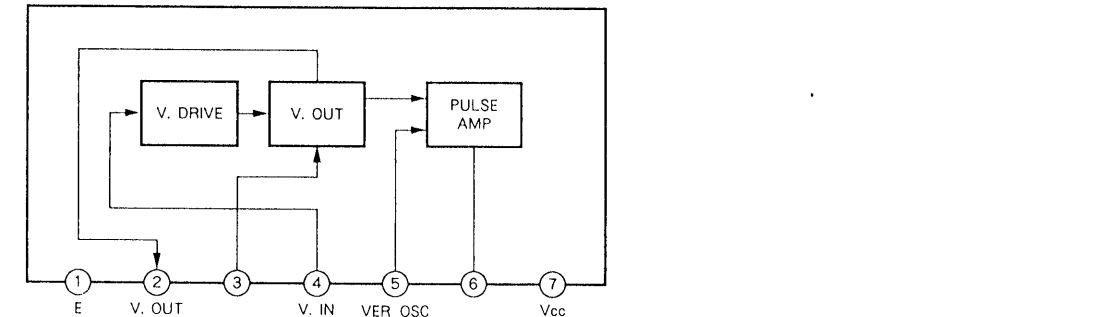 V. DRIVE
V. OUT
PULSE
AMP
1 2 3 4 5 6 7
E V. OUT V. IN VER OSC Vcc